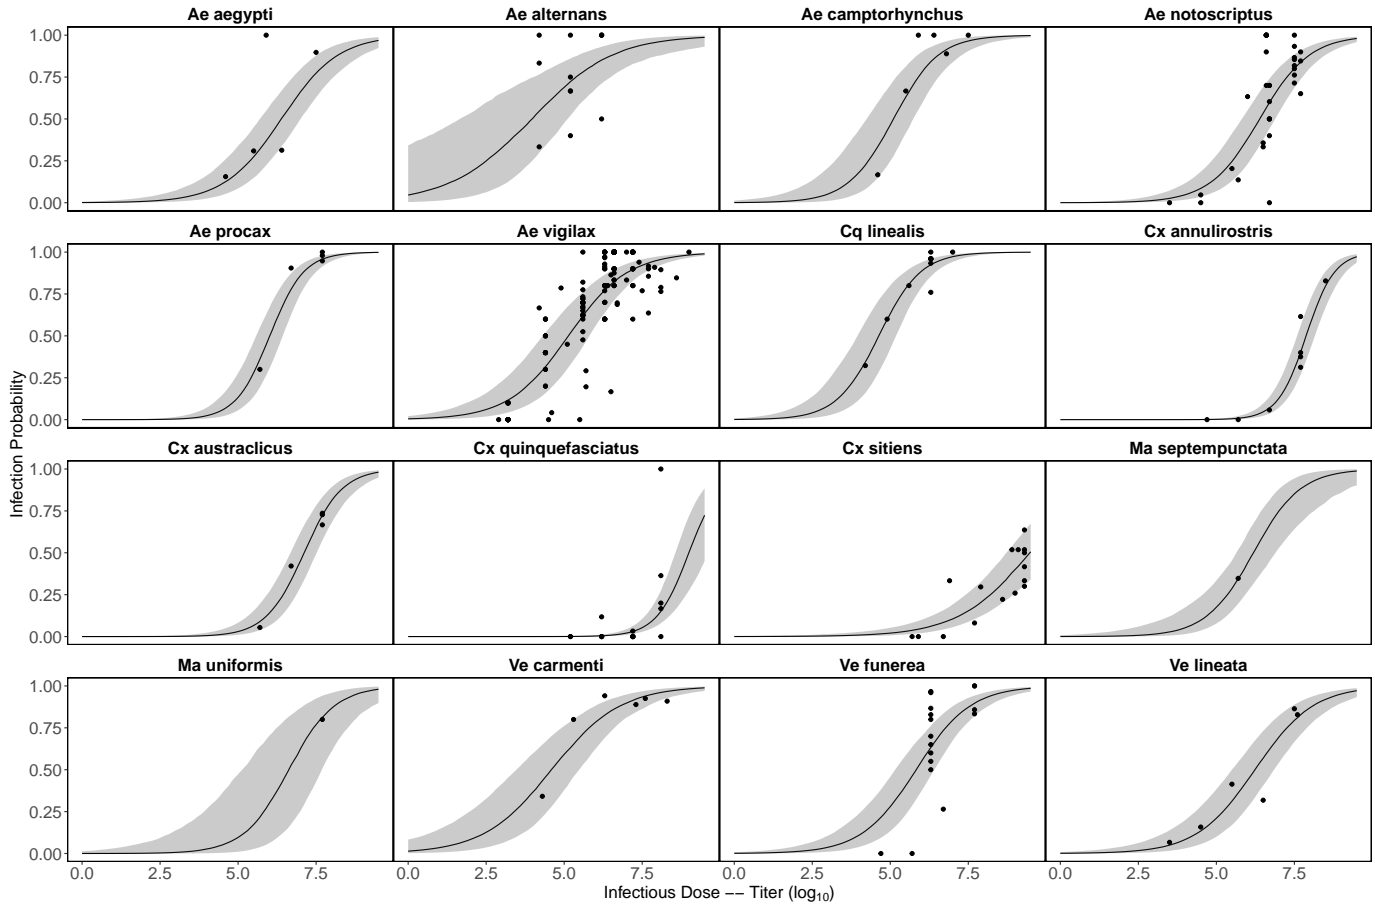 Ae aegypti Ae alternans Ae camptorhynchus Ae notoscriptus
1.00
0.75
0.50
0.25
0.00
Ae procax Ae vigilax Cq linealis Cx annulirostris
1.00
0.75
0.50
0.25
0.00
Cx australicus Cx quinquefasciatus Cx sitiens Ma septempunctata
1.00
0.75
0.50
0.25
0.00
Ma uniformis Ve carmenti Ve funerea Ve lineata
1.00
0.75
0.50
0.25
0.00
0.0 2.5 5.0 7.5 0.0 2.5 5.0 7.5 0.0 2.5 5.0 7.5 0.0 2.5 5.0 7.5
Infectious Dose −− Titer (log₁₀)
Infection Probability